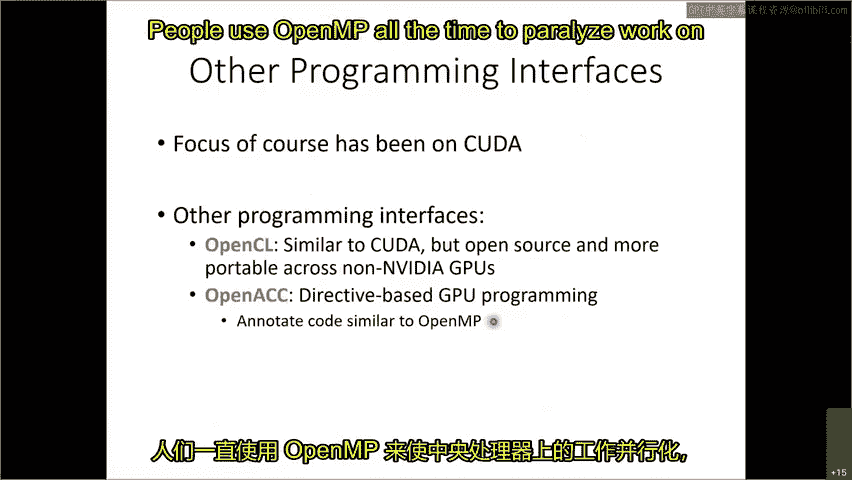 People use OpenMP all the time to paralyze work on
Other Programming Interfaces
• Focus of course has been on CUDA
• Other programming interfaces:
• OpenCL: Similar to CUDA, but open source and more
portable across non-NVIDIA GPUs
• OpenACC: Directive-based GPU programming
• Annotate code similar to OpenMP
人们一直使用 OpenMP 来使中央处理器上的工作并行化,
+15